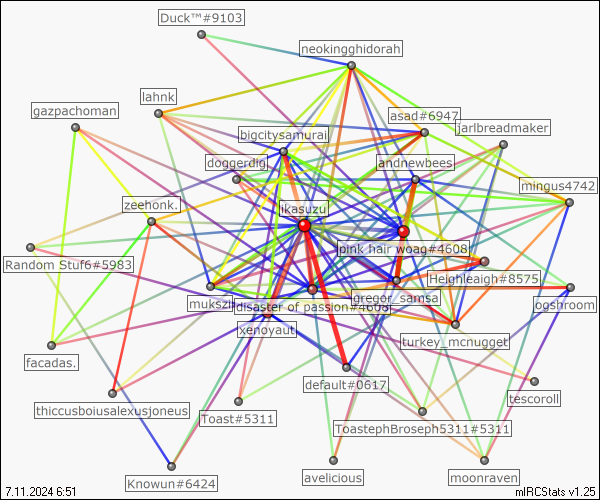 Duck™#9103
neokingghidorah
lahnk
gazpachoman
asad#6947
jarlbreadmaker
bigcitysamurai
doggerdig
andnewbees
mingus4742
zeehonk.
ikasuzu
pink hair woag#4608
Random Stuf6#5983
Heighleaigh#8575
mukszli
gregor_samsa
ogshroom
disaster of passion#4608
xenoyaut
turkey_mcnugget
facadas.
default#0617
tescoroll
thiccusboiusalexusjoneus
Toast#5311
ToastephBroseph5311#5311
Knowun#6424
avelicious
moonraven
7.11.2024 6:51
mIRCStats v1.25